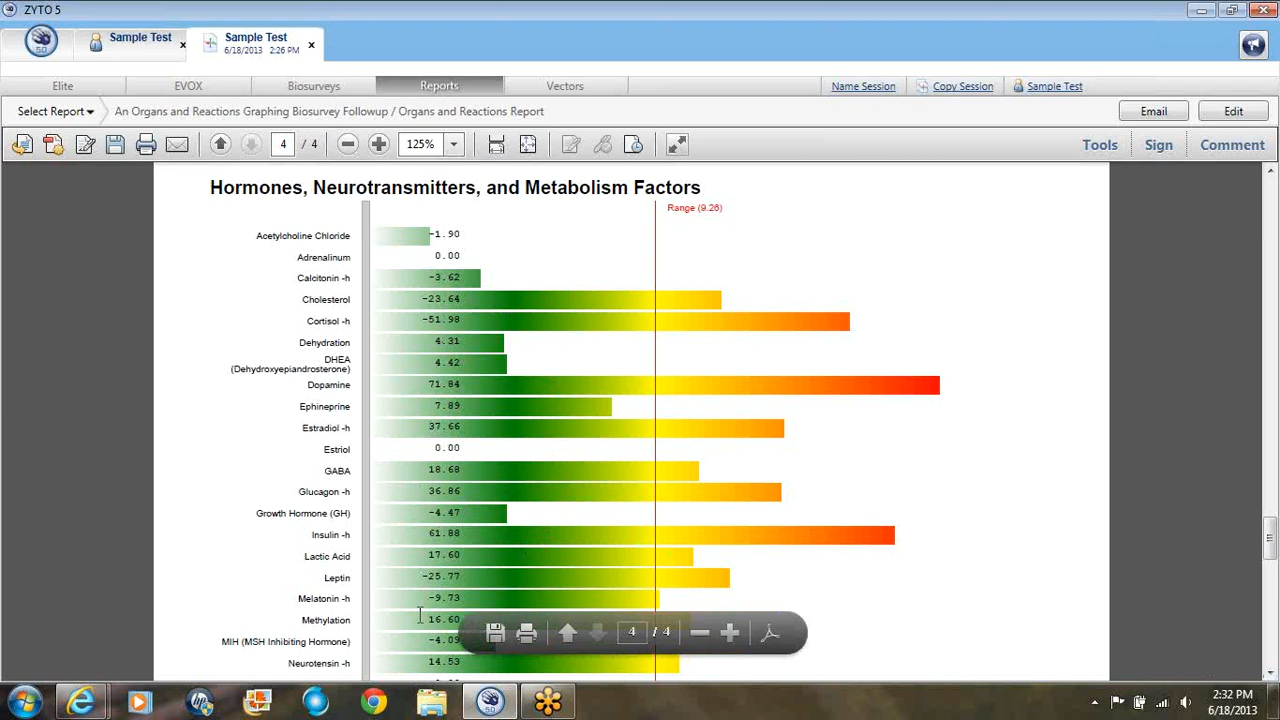 ZYTO 5
Sample Test
Sample Test
6/18/2013 2:26 PM
Elite EVOX Biosurveys Reports Vectors Name Session Copy Session Sample Test
Select Report An Organs and Reactions Graphing Biosurvey Followup / Organs and Reactions Report Email Edit
4 / 4 125% Tools Sign Comment
Hormones, Neurotransmitters, and Metabolism Factors
Range (9.26)
Acetylcholine Chloride -1.90
Adrenalinum 0.00
Calcitonin -h -3.62
Cholesterol -23.64
Cortisol -h -51.98
Dehydration 4.31
DHEA
(Dehydroxyepiandrosterone) 4.42
Dopamine 71.84
Ephineprine 7.89
Estradiol -h 37.66
Estriol 0.00
GABA 18.68
Glucagon -h 36.86
Growth Hormone (GH) -4.47
Insulin -h 61.88
Lactic Acid 17.60
Leptin -25.77
Melatonin -h -9.73
Methylation 16.60
MIH (MSH Inhibiting Hormone) -4.09
4 / 4
Neurotensin -h 14.53
2:32 PM
6/18/2013